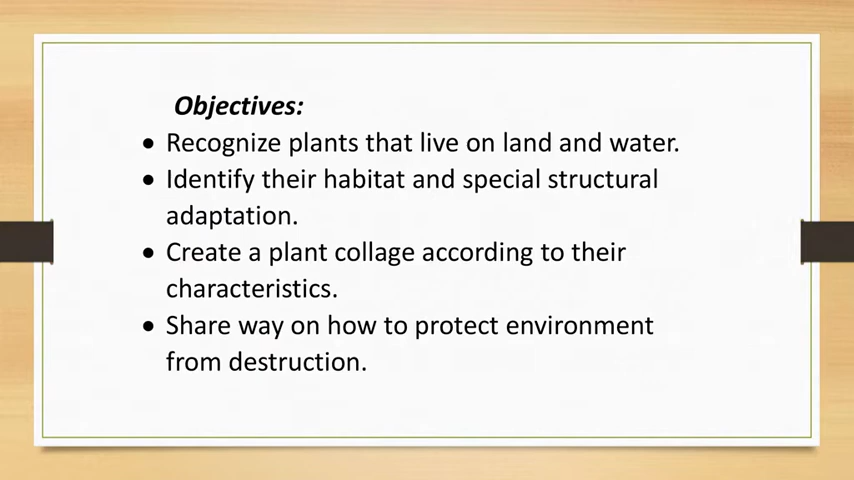 Objectives:
• Recognize plants that live on land and water.
• Identify their habitat and special structural
adaptation.
• Create a plant collage according to their
characteristics.
• Share way on how to protect environment
from destruction.